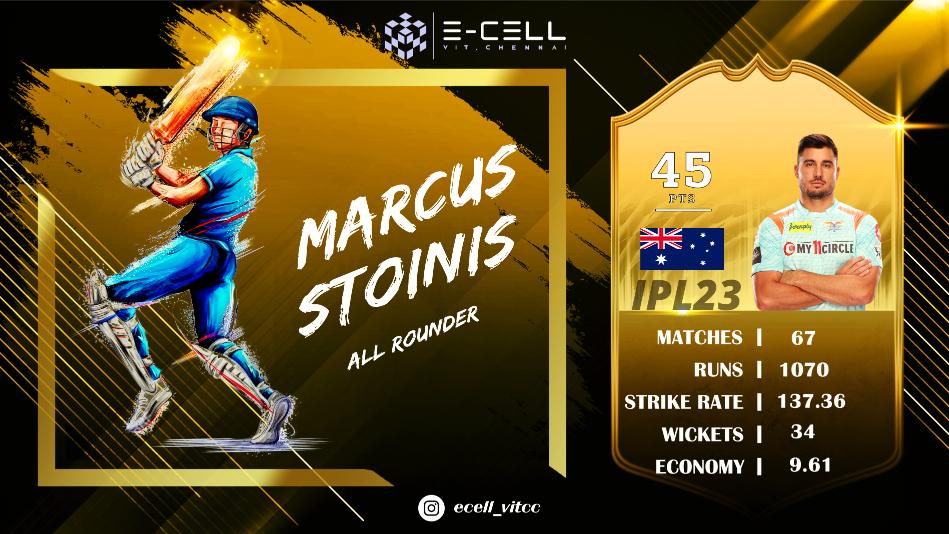 E-CELL
VIT, CHENNAI
MARCUS
STOINIS
ALL ROUNDER
45
PTS
IPL23
MY11CIRCLE
MATCHES | 67
RUNS | 1070
STRIKE RATE | 137.36
WICKETS | 34
ECONOMY | 9.61
ecell_vitcc